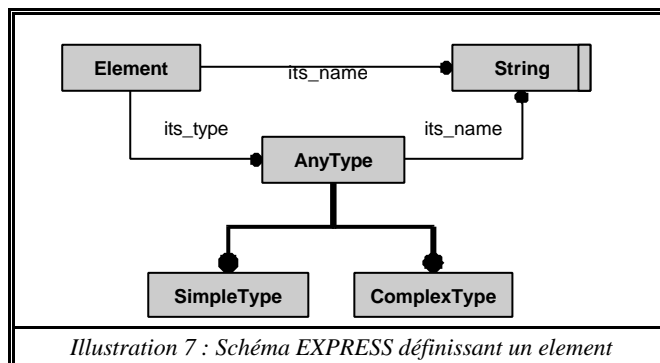 Element
its_name
String
its_type
its_name
AnyType
SimpleType
ComplexType
Illustration 7 : Schéma EXPRESS définissant un element